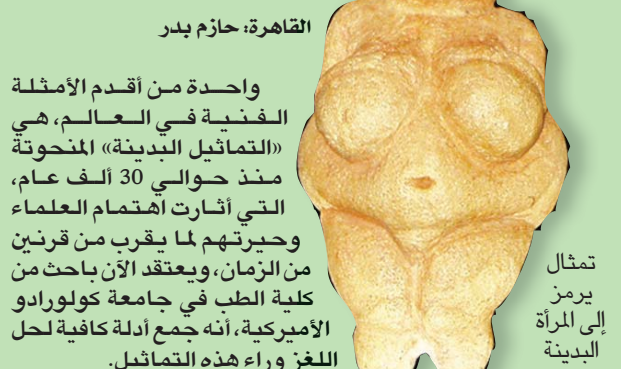 القاهرة: حازم بدر
واحدة من أقدم الأمثلة
الفنية في العالم، هي
«التماثيل البدينة» المنحوتة
منذ حوالي 30 ألف عام،
التي أثارت اهتمام العلماء
وحيرتهم لما يقرب من قرنين
من الزمان، ويعتقد الآن باحث من
كلية الطب في جامعة كولورادو
الأميركية، أنه جمع أدلة كافية لحل
اللغز وراء هذه التماثيل.
تمثال
يرمز
إلى المرأة
البدينة